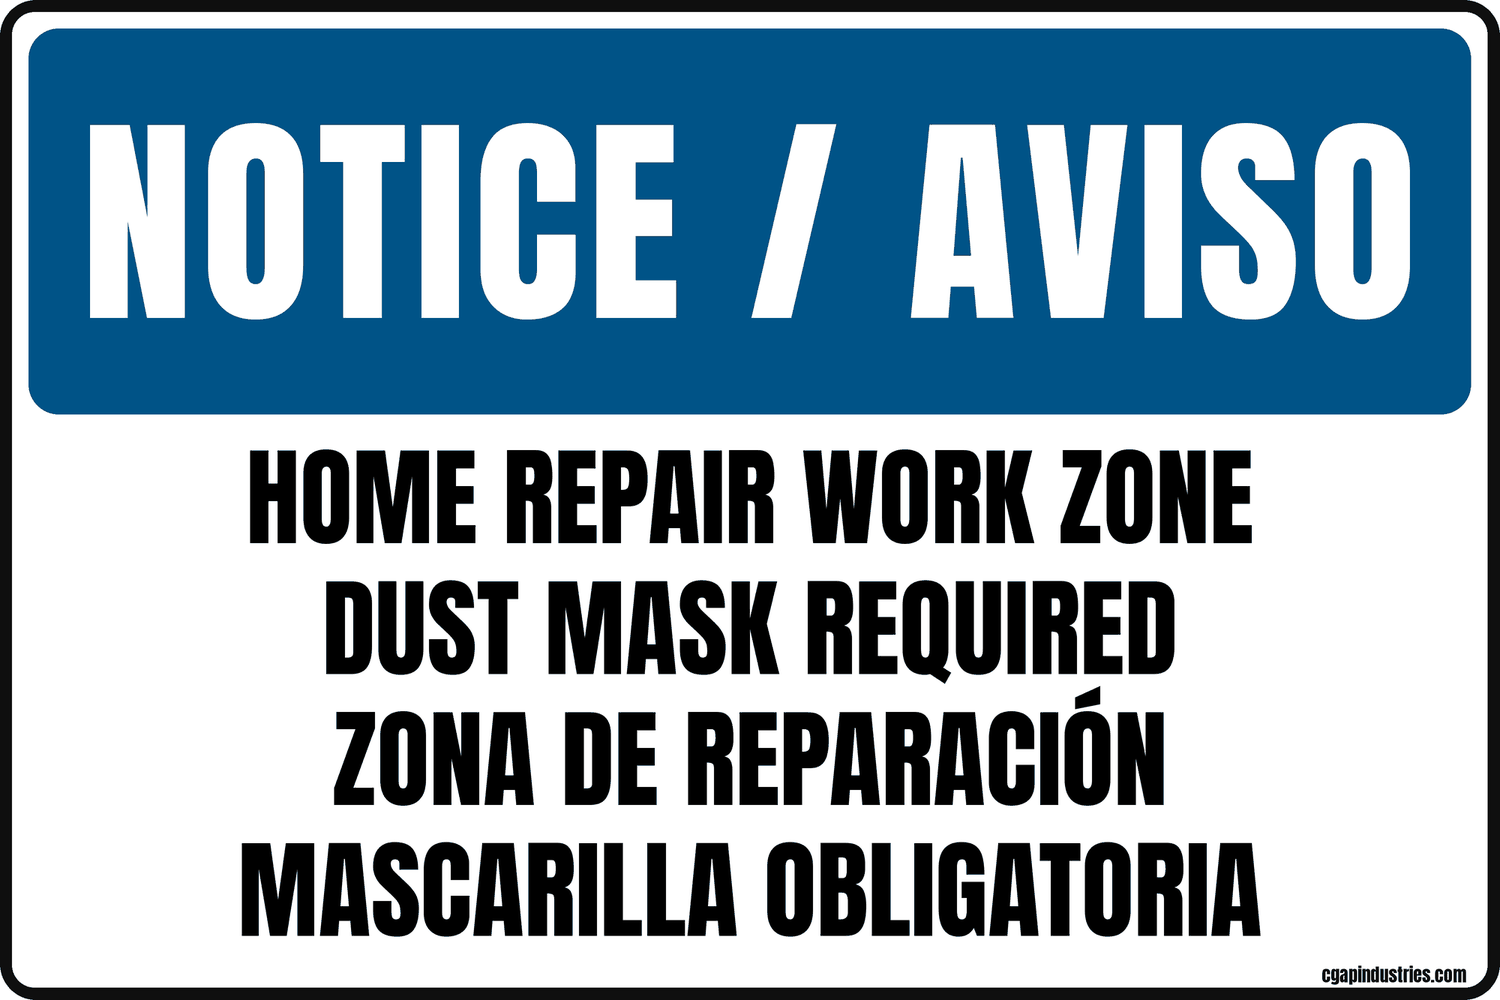 NOTICE / AVISO
HOME REPAIR WORK ZONE
DUST MASK REQUIRED
ZONA DE REPARACIÓN
MASCARILLA OBLIGATORIA
cgapindustries.com